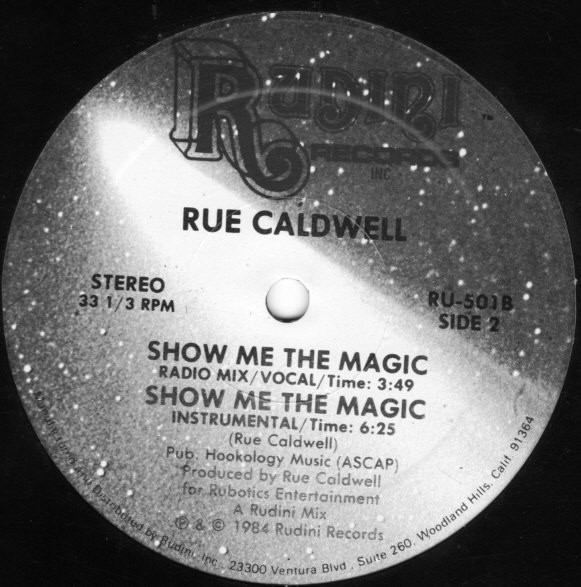 RUDINI
RECORDS
INC
™
RUE CALDWELL
STEREO
33 1/3 RPM
RU-501B
SIDE 2
SHOW ME THE MAGIC
RADIO MIX/VOCAL/Time: 3:49
SHOW ME THE MAGIC
INSTRUMENTAL/Time: 6:25
(Rue Caldwell)
Pub. Hookology Music (ASCAP)
Produced by Rue Caldwell
for Rubotics Entertainment
A Rudini Mix
℗ & © 1984 Rudini Records
Distributed by Rudini, Inc., 23300 Ventura Blvd., Suite 260, Woodland Hills, Calif. 91364